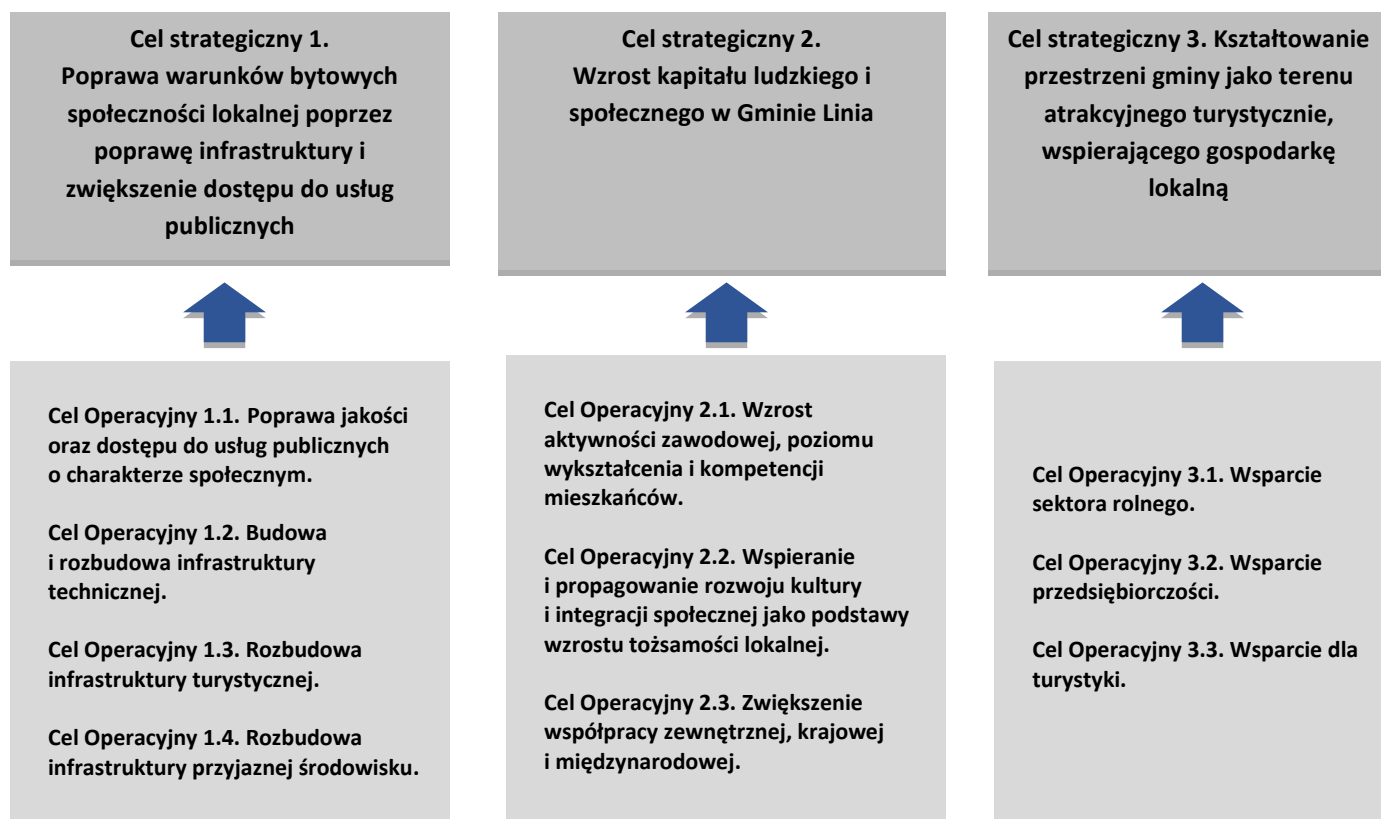 Cel strategiczny 1.
Poprawa warunków bytowych
społeczności lokalnej poprzez
poprawę infrastruktury i
zwiększenie dostępu do usług
publicznych
Cel strategiczny 2.
Wzrost kapitału ludzkiego i
społecznego w Gminie Linia
Cel strategiczny 3. Kształtowanie
przestrzeni gminy jako terenu
atrakcyjnego turystycznie,
wspierającego gospodarkę
lokalną
Cel Operacyjny 1.1. Poprawa jakości
oraz dostępu do usług publicznych
o charakterze społecznym.
Cel Operacyjny 1.2. Budowa
i rozbudowa infrastruktury
technicznej.
Cel Operacyjny 1.3. Rozbudowa
infrastruktury turystycznej.
Cel Operacyjny 1.4. Rozbudowa
infrastruktury przyjaznej środowisku.
Cel Operacyjny 2.1. Wzrost
aktywności zawodowej, poziomu
wykształcenia i kompetencji
mieszkańców.
Cel Operacyjny 2.2. Wspieranie
i propagowanie rozwoju kultury
i integracji społecznej jako podstawy
wzrostu tożsamości lokalnej.
Cel Operacyjny 2.3. Zwiększenie
współpracy zewnętrznej, krajowej
i międzynarodowej.
Cel Operacyjny 3.1. Wsparcie
sektora rolnego.
Cel Operacyjny 3.2. Wsparcie
przedsiębiorczości.
Cel Operacyjny 3.3. Wsparcie dla
turystyki.